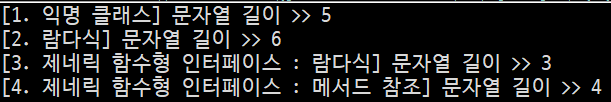 [1. 익명 클래스] 문자열 길이 >> 5
[2. 람다식] 문자열 길이 >> 6
[3. 제네릭 함수형 인터페이스 : 람다식] 문자열 길이 >> 3
[4. 제네릭 함수형 인터페이스 : 메서드 참조] 문자열 길이 >> 4